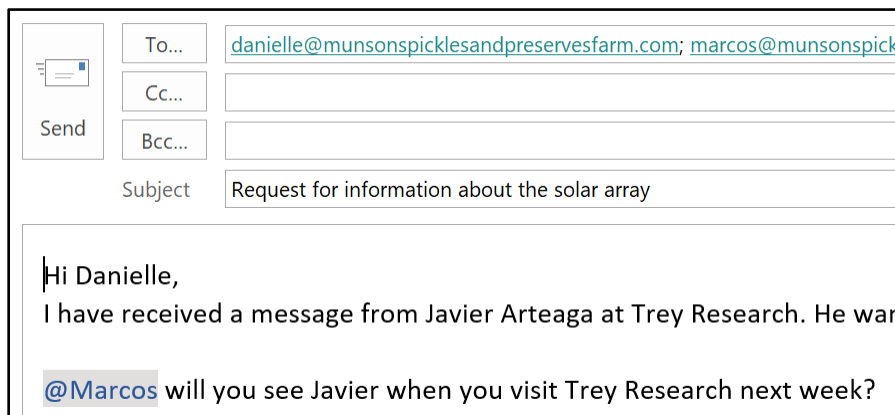 To... danielle@munsonspicklesandpreservesfarm.com; marcos@munsonspick
Cc...
Send
Bcc...
Subject Request for information about the solar array
Hi Danielle,
I have received a message from Javier Arteaga at Trey Research. He
@Marcos will you see Javier when you visit Trey Research next week?